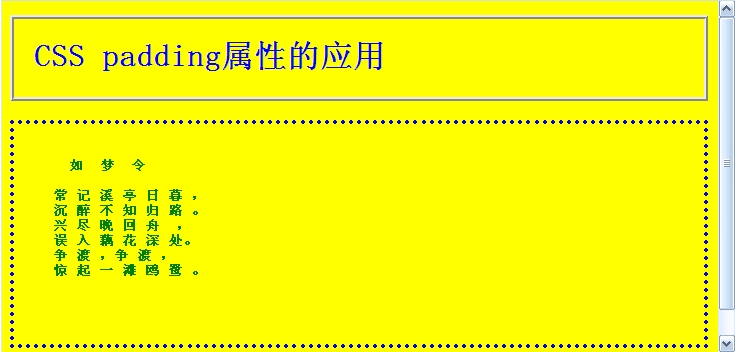 CSS padding属性的应用
如 梦 令
常 记 溪 亭 日 暮 ，
沉 醉 不 知 归 路 。
兴 尽 晚 回 舟 ，
误 入 藕 花 深 处。
争 渡 ，争 渡 ，
惊 起 一 滩 鸥 鹭 。